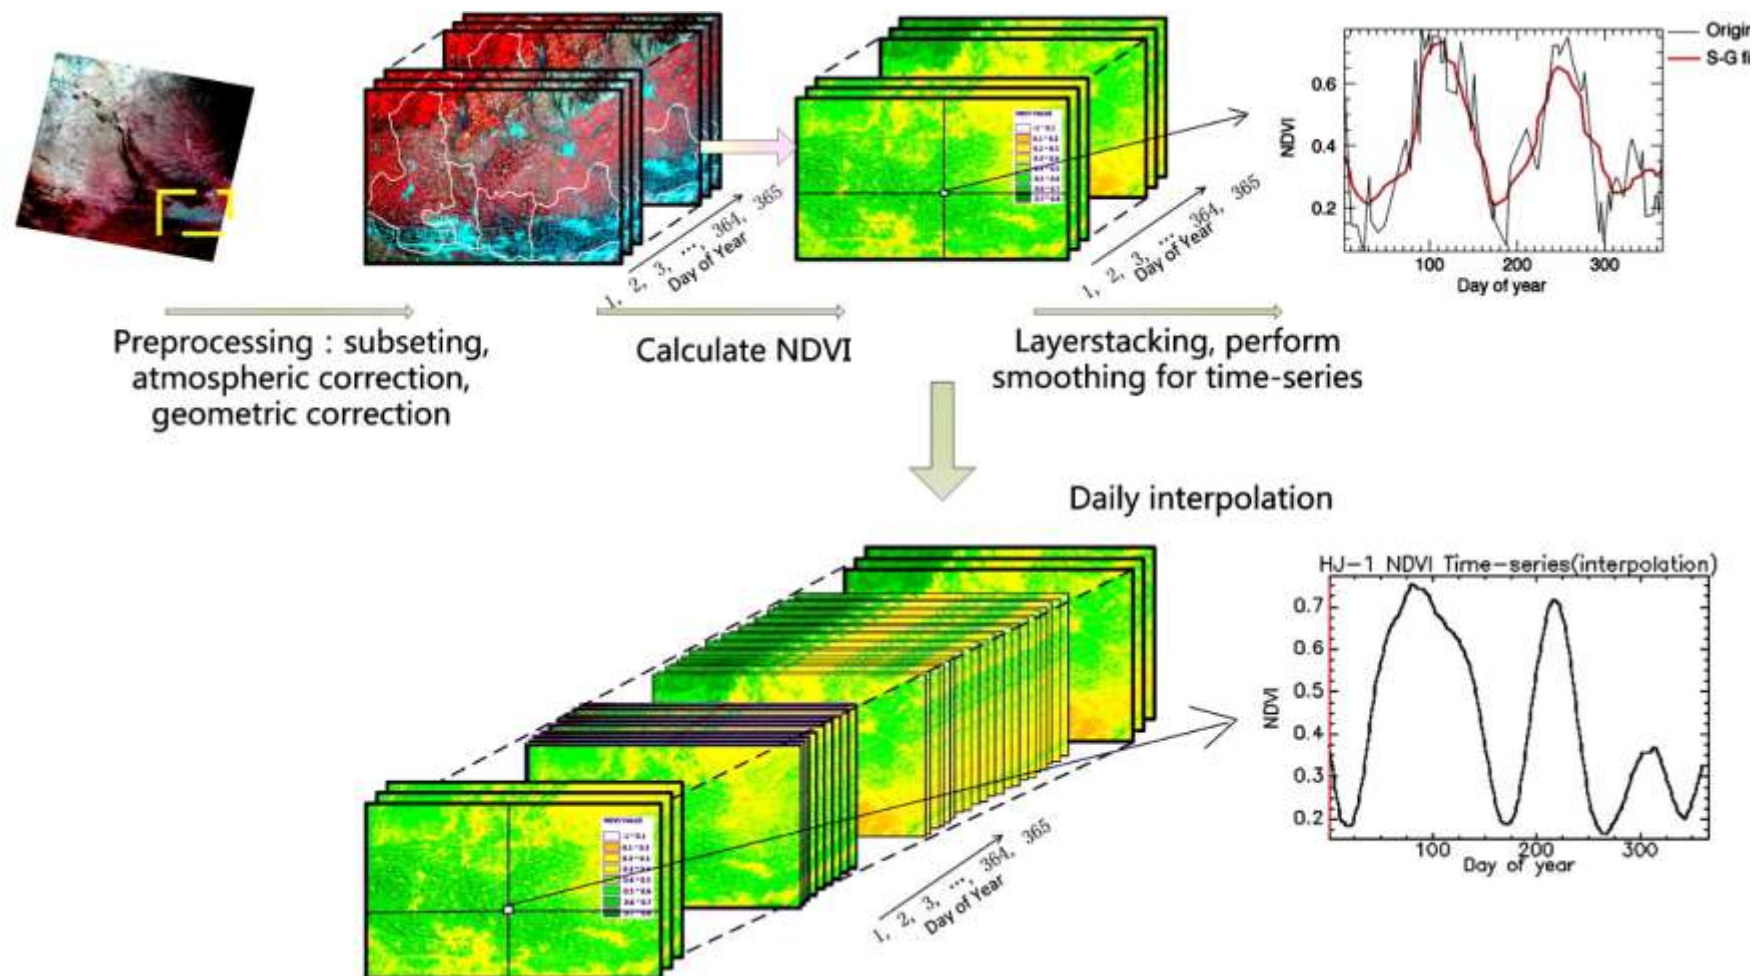 Origin
S-G fi
0.6
0.4
0.2
NDVI
100 200 300
Day of year
1, 2, 3, ..., 364, 365
Day of Year
1, 2, 3, ... 364, 365
Day of Year
Preprocessing : subseting,
atmospheric correction,
geometric correction
Calculate NDVI
Layerstacking, perform
smoothing for time-series
Daily interpolation
HJ-1 NDVI Time-series(interpolation)
0.7
0.6
0.5
0.4
0.3
0.2
NDVI
100 200 300
Day of year
1, 2, 3, ..., 364, 365
Day of Year